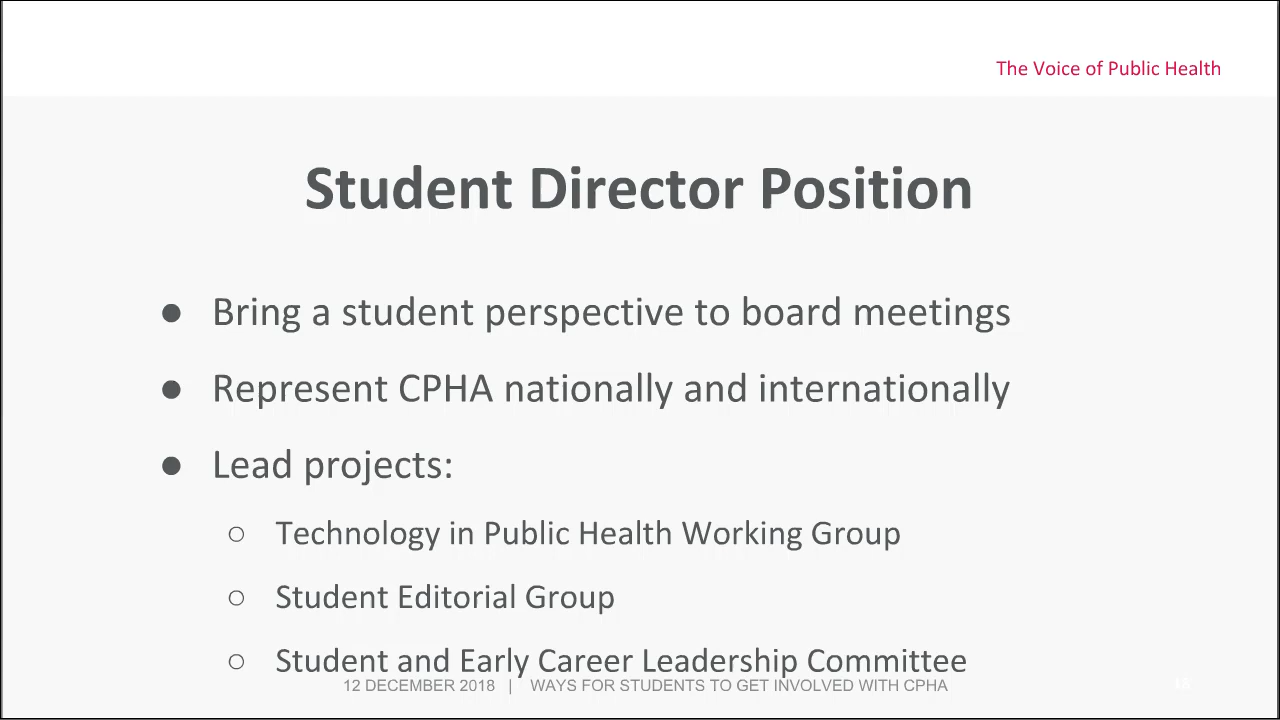 The Voice of Public Health
Student Director Position
● Bring a student perspective to board meetings
● Represent CPHA nationally and internationally
● Lead projects:
○ Technology in Public Health Working Group
○ Student Editorial Group
○ Student and Early Career Leadership Committee
12 DECEMBER 2018 | WAYS FOR STUDENTS TO GET INVOLVED WITH CPHA